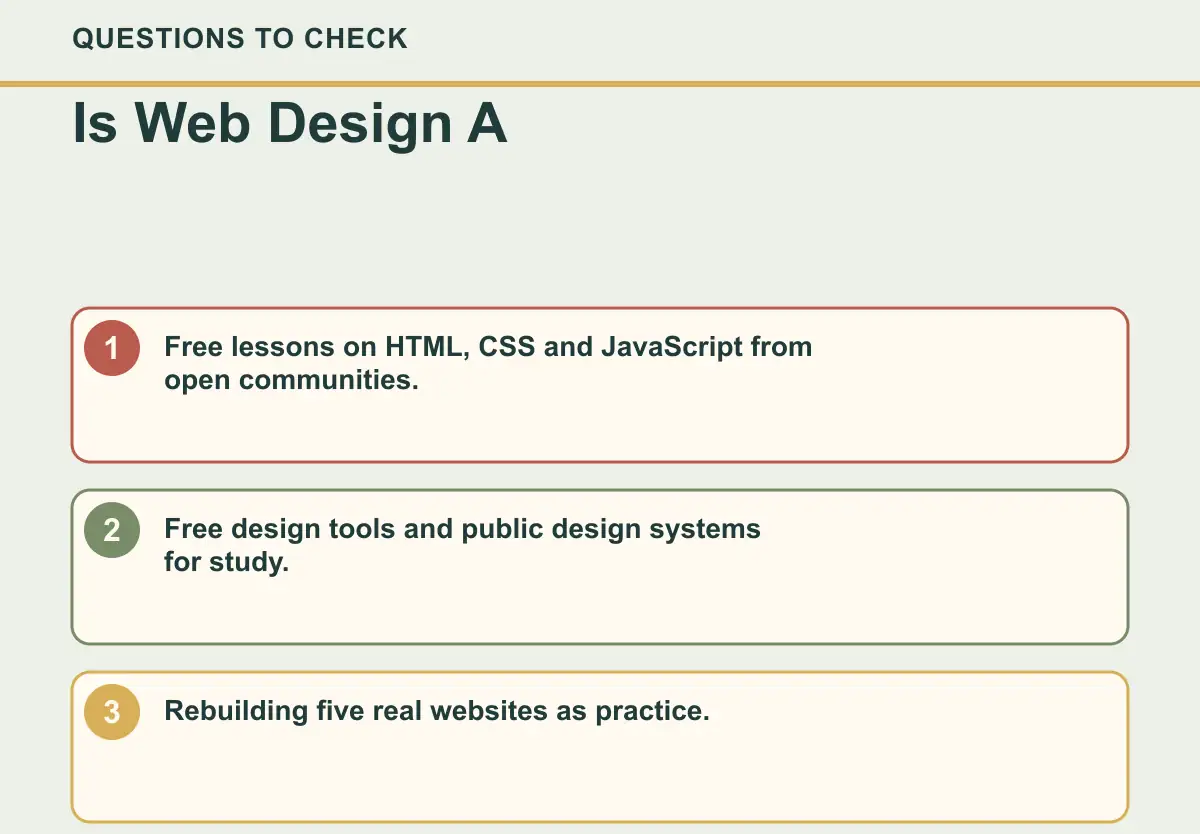 QUESTIONS TO CHECK
Is Web Design A
1
Free lessons on HTML, CSS and JavaScript from
open communities.
2
Free design tools and public design systems
for study.
3
Rebuilding five real websites as practice.